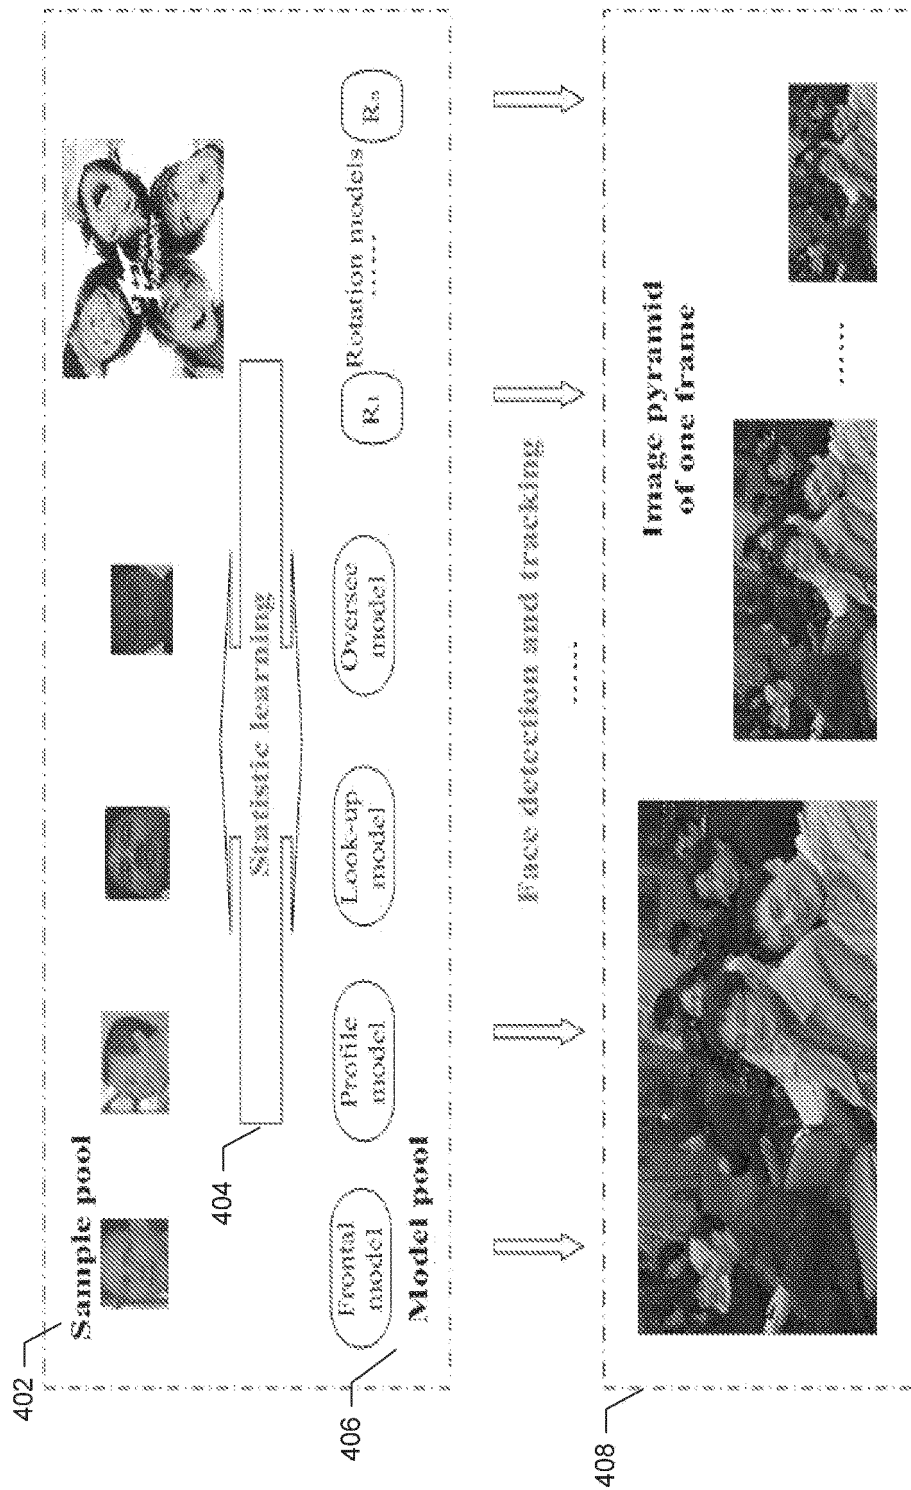 402
Sample pool
404
Statistic learning
Frontal
model
Profile
model
Look-up
model
Oversee
model
R1
Rotation models
......
406
Model pool
Face detection and tracking
......
408
Image pyramid
of one frame
......